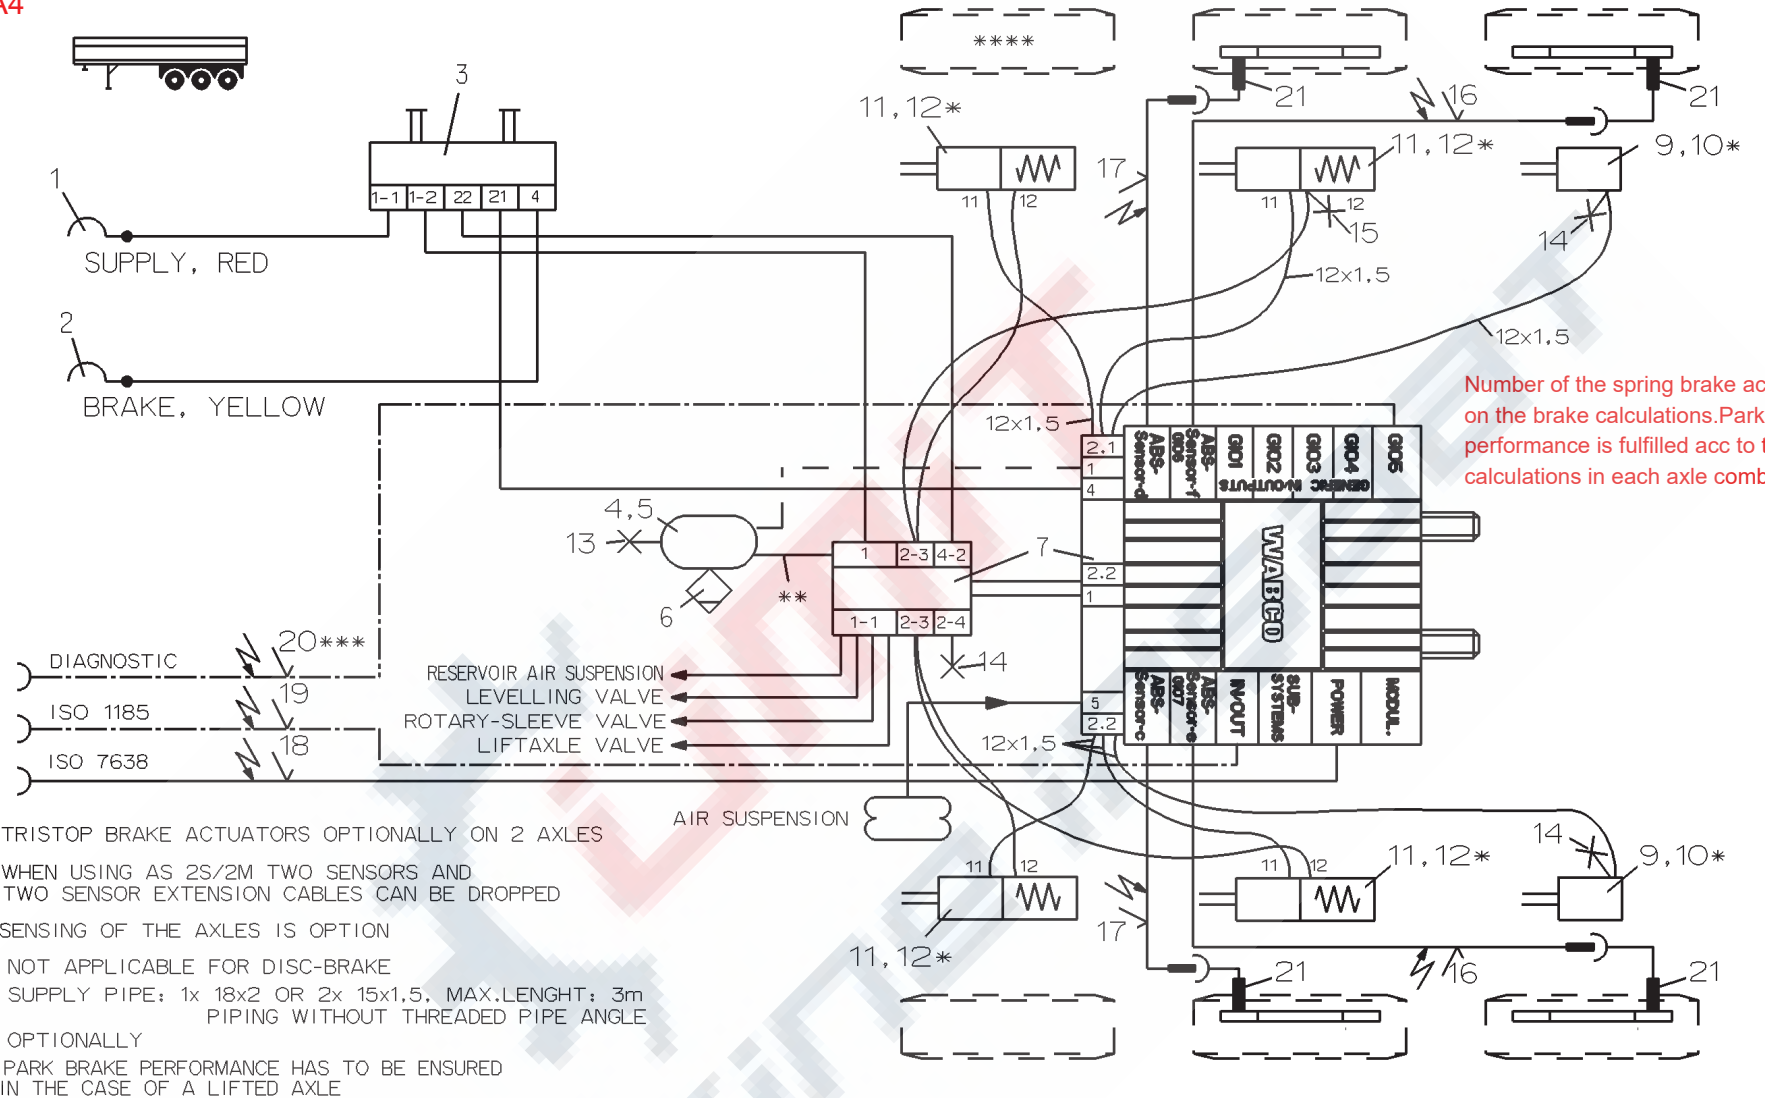 A4
****
3
21
16
21
11,12*
11,12*
9,10*
17
1
1-1 1-2 22 21 4
11 12
11 12
15
14
SUPPLY, RED
12x1,5
2
12x1,5
BRAKE, YELLOW
Number of the spring brake ac
on the brake calculations.Park
performance is fulfilled acc to t
calculations in each axle comb
12x1,5
2.1
1
4
ABS-
Sensor-d
ABS-
Sensor-f
GIO6
GIO1
GIO2
GIO3
GIO4
GIO5
GENERIC IN/OUTPUTS
4,5
13
6
**
1 2-3 4-2
7
2.2
1
WABCO
1-1 2-3 2-4
14
20***
DIAGNOSTIC
19
ISO 1185
18
ISO 7638
RESERVOIR AIR SUSPENSION
LEVELLING VALVE
ROTARY-SLEEVE VALVE
LIFTAXLE VALVE
5
2.2
ABS-
Sensor-c
ABS-
Sensor-e
GIO7
IN/OUT
SUB-
SYSTEMS
POWER
MODUL..
12x1,5
AIR SUSPENSION
TRISTOP BRAKE ACTUATORS OPTIONALLY ON 2 AXLES
WHEN USING AS 2S/2M TWO SENSORS AND
TWO SENSOR EXTENSION CABLES CAN BE DROPPED
SENSING OF THE AXLES IS OPTION
NOT APPLICABLE FOR DISC-BRAKE
SUPPLY PIPE: 1x 18x2 OR 2x 15x1,5, MAX.LENGHT: 3m
PIPING WITHOUT THREADED PIPE ANGLE
OPTIONALLY
PARK BRAKE PERFORMANCE HAS TO BE ENSURED
IN THE CASE OF A LIFTED AXLE
11 12
11 12
14
11,12*
9,10*
11,12*
17
21
16
21